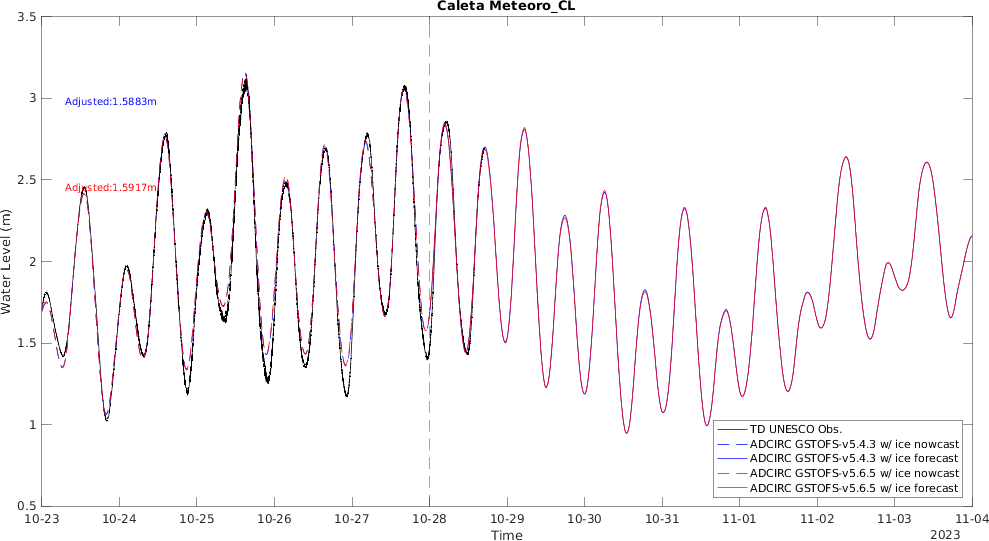 Caleta Meteoro_CL
3.5
3
2.5
2
1.5
1
0.5
Water Level (m)
Adjusted:1.5883m
Adjusted:1.5917m
TD UNESCO Obs.
ADCIRC GSTOFS-v5.4.3 w/ ice nowcast
ADCIRC GSTOFS-v5.4.3 w/ ice forecast
ADCIRC GSTOFS-v5.6.5 w/ ice nowcast
ADCIRC GSTOFS-v5.6.5 w/ ice forecast
10-23 10-24 10-25 10-26 10-27 10-28 10-29 10-30 10-31 11-01 11-02 11-03 11-04
Time
2023